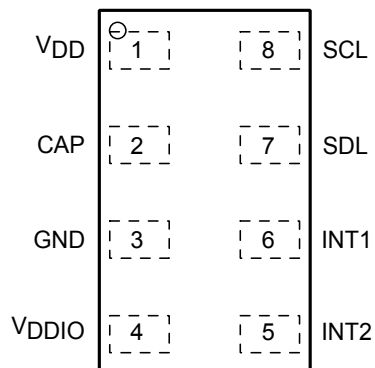 VDD 1 8 SCL
CAP 2 7 SDL
GND 3 6 INT1
VDDIO 4 5 INT2